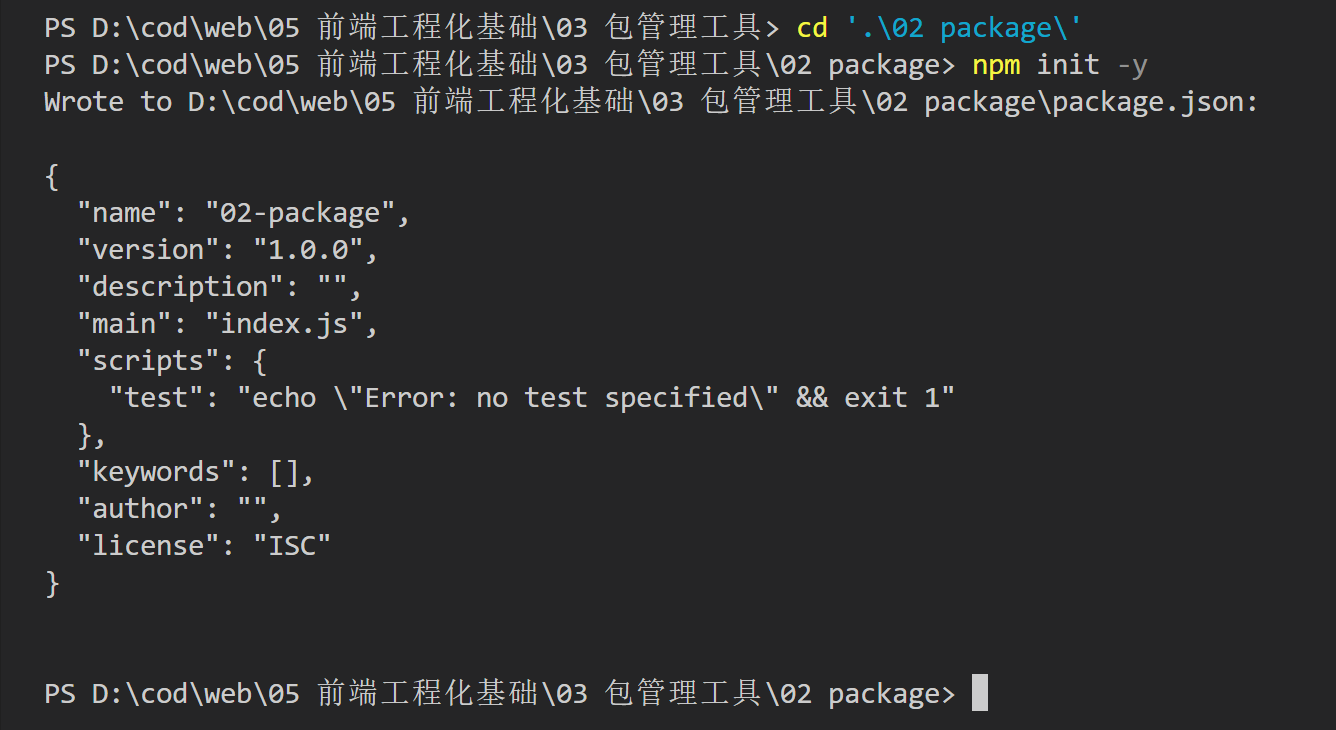 PS D:\cod\web\05 前端工程化基础\03 包管理工具> cd '.\02 package\'
PS D:\cod\web\05 前端工程化基础\03 包管理工具\02 package> npm init -y
Wrote to D:\cod\web\05 前端工程化基础\03 包管理工具\02 package\package.json:
{
  "name": "02-package",
  "version": "1.0.0",
  "description": "",
  "main": "index.js",
  "scripts": {
    "test": "echo \"Error: no test specified\" && exit 1"
  },
  "keywords": [],
  "author": "",
  "license": "ISC"
}
PS D:\cod\web\05 前端工程化基础\03 包管理工具\02 package>